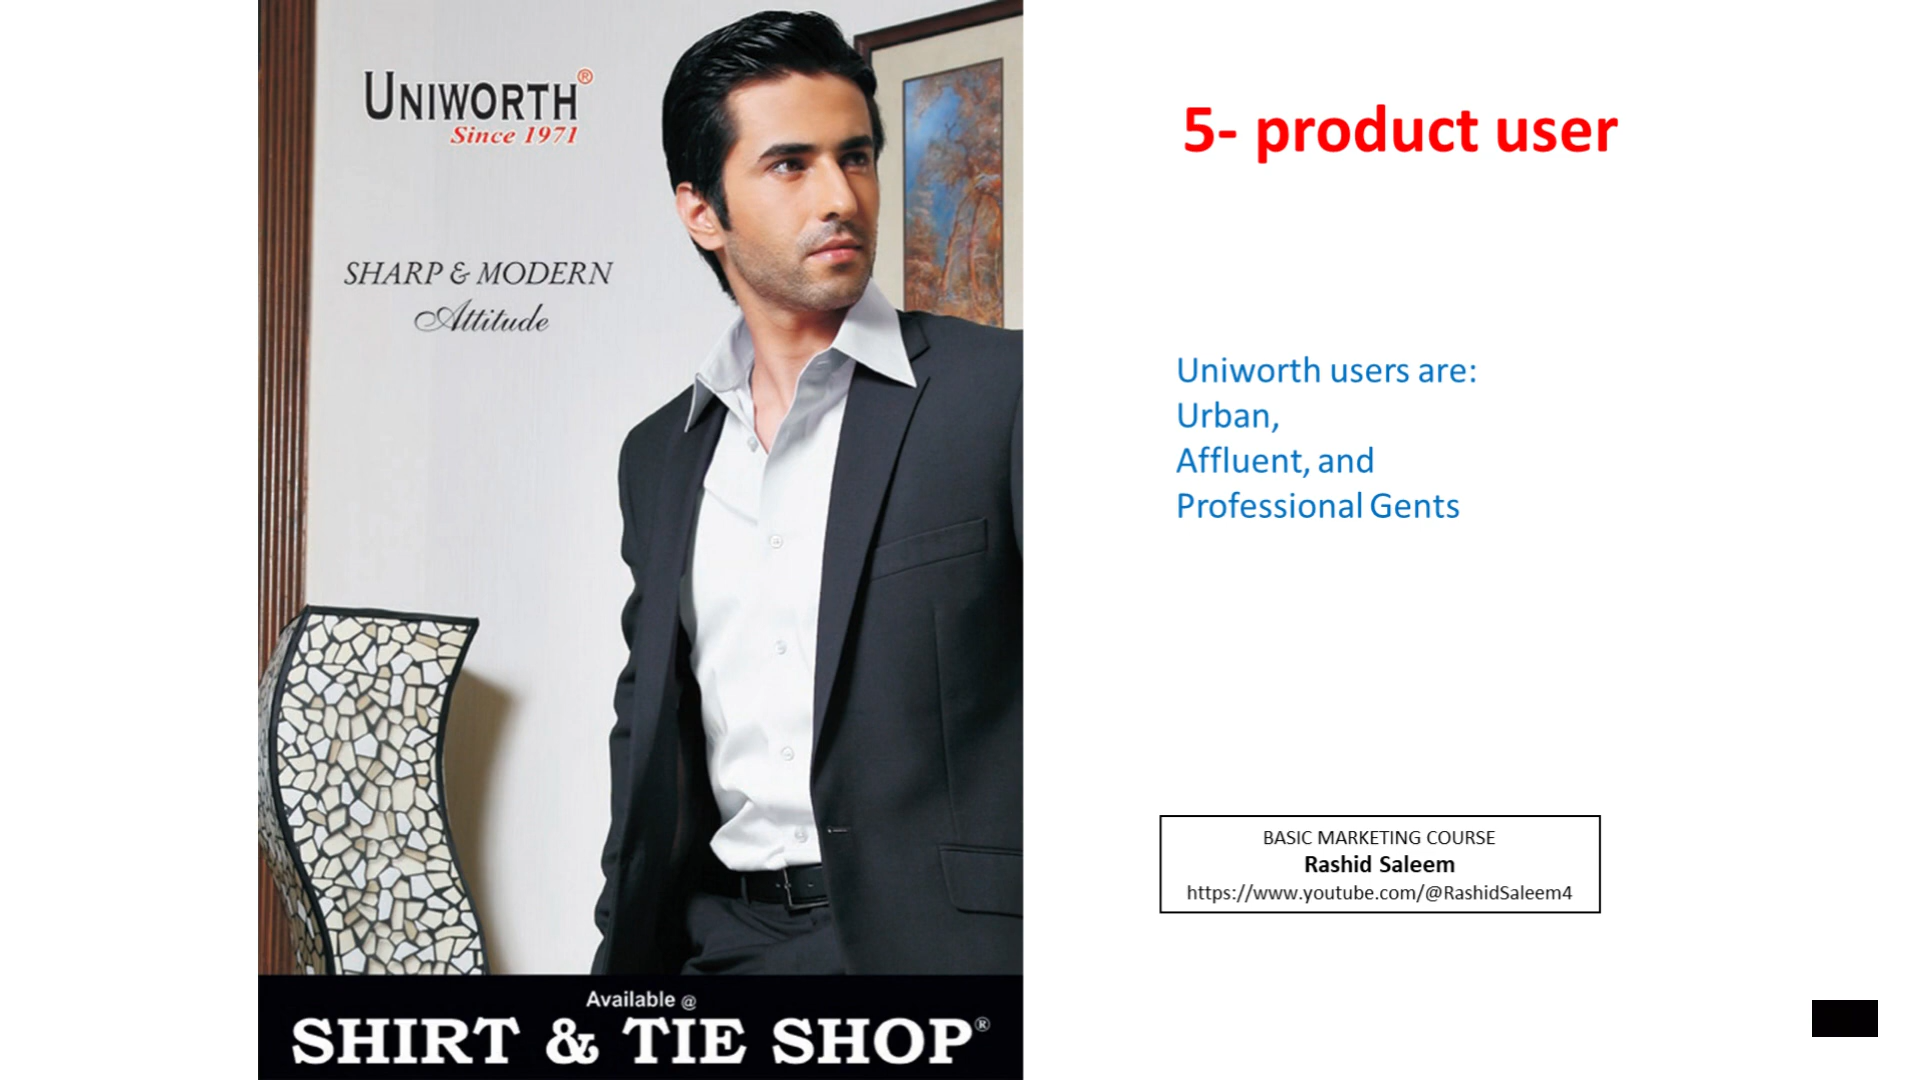 UNIWORTH®
Since 1971
SHARP & MODERN
Attitude
Available @
SHIRT & TIE SHOP®
5- product user
Uniworth users are:
Urban,
Affluent, and
Professional Gents
BASIC MARKETING COURSE
Rashid Saleem
https://www.youtube.com/@RashidSaleem4